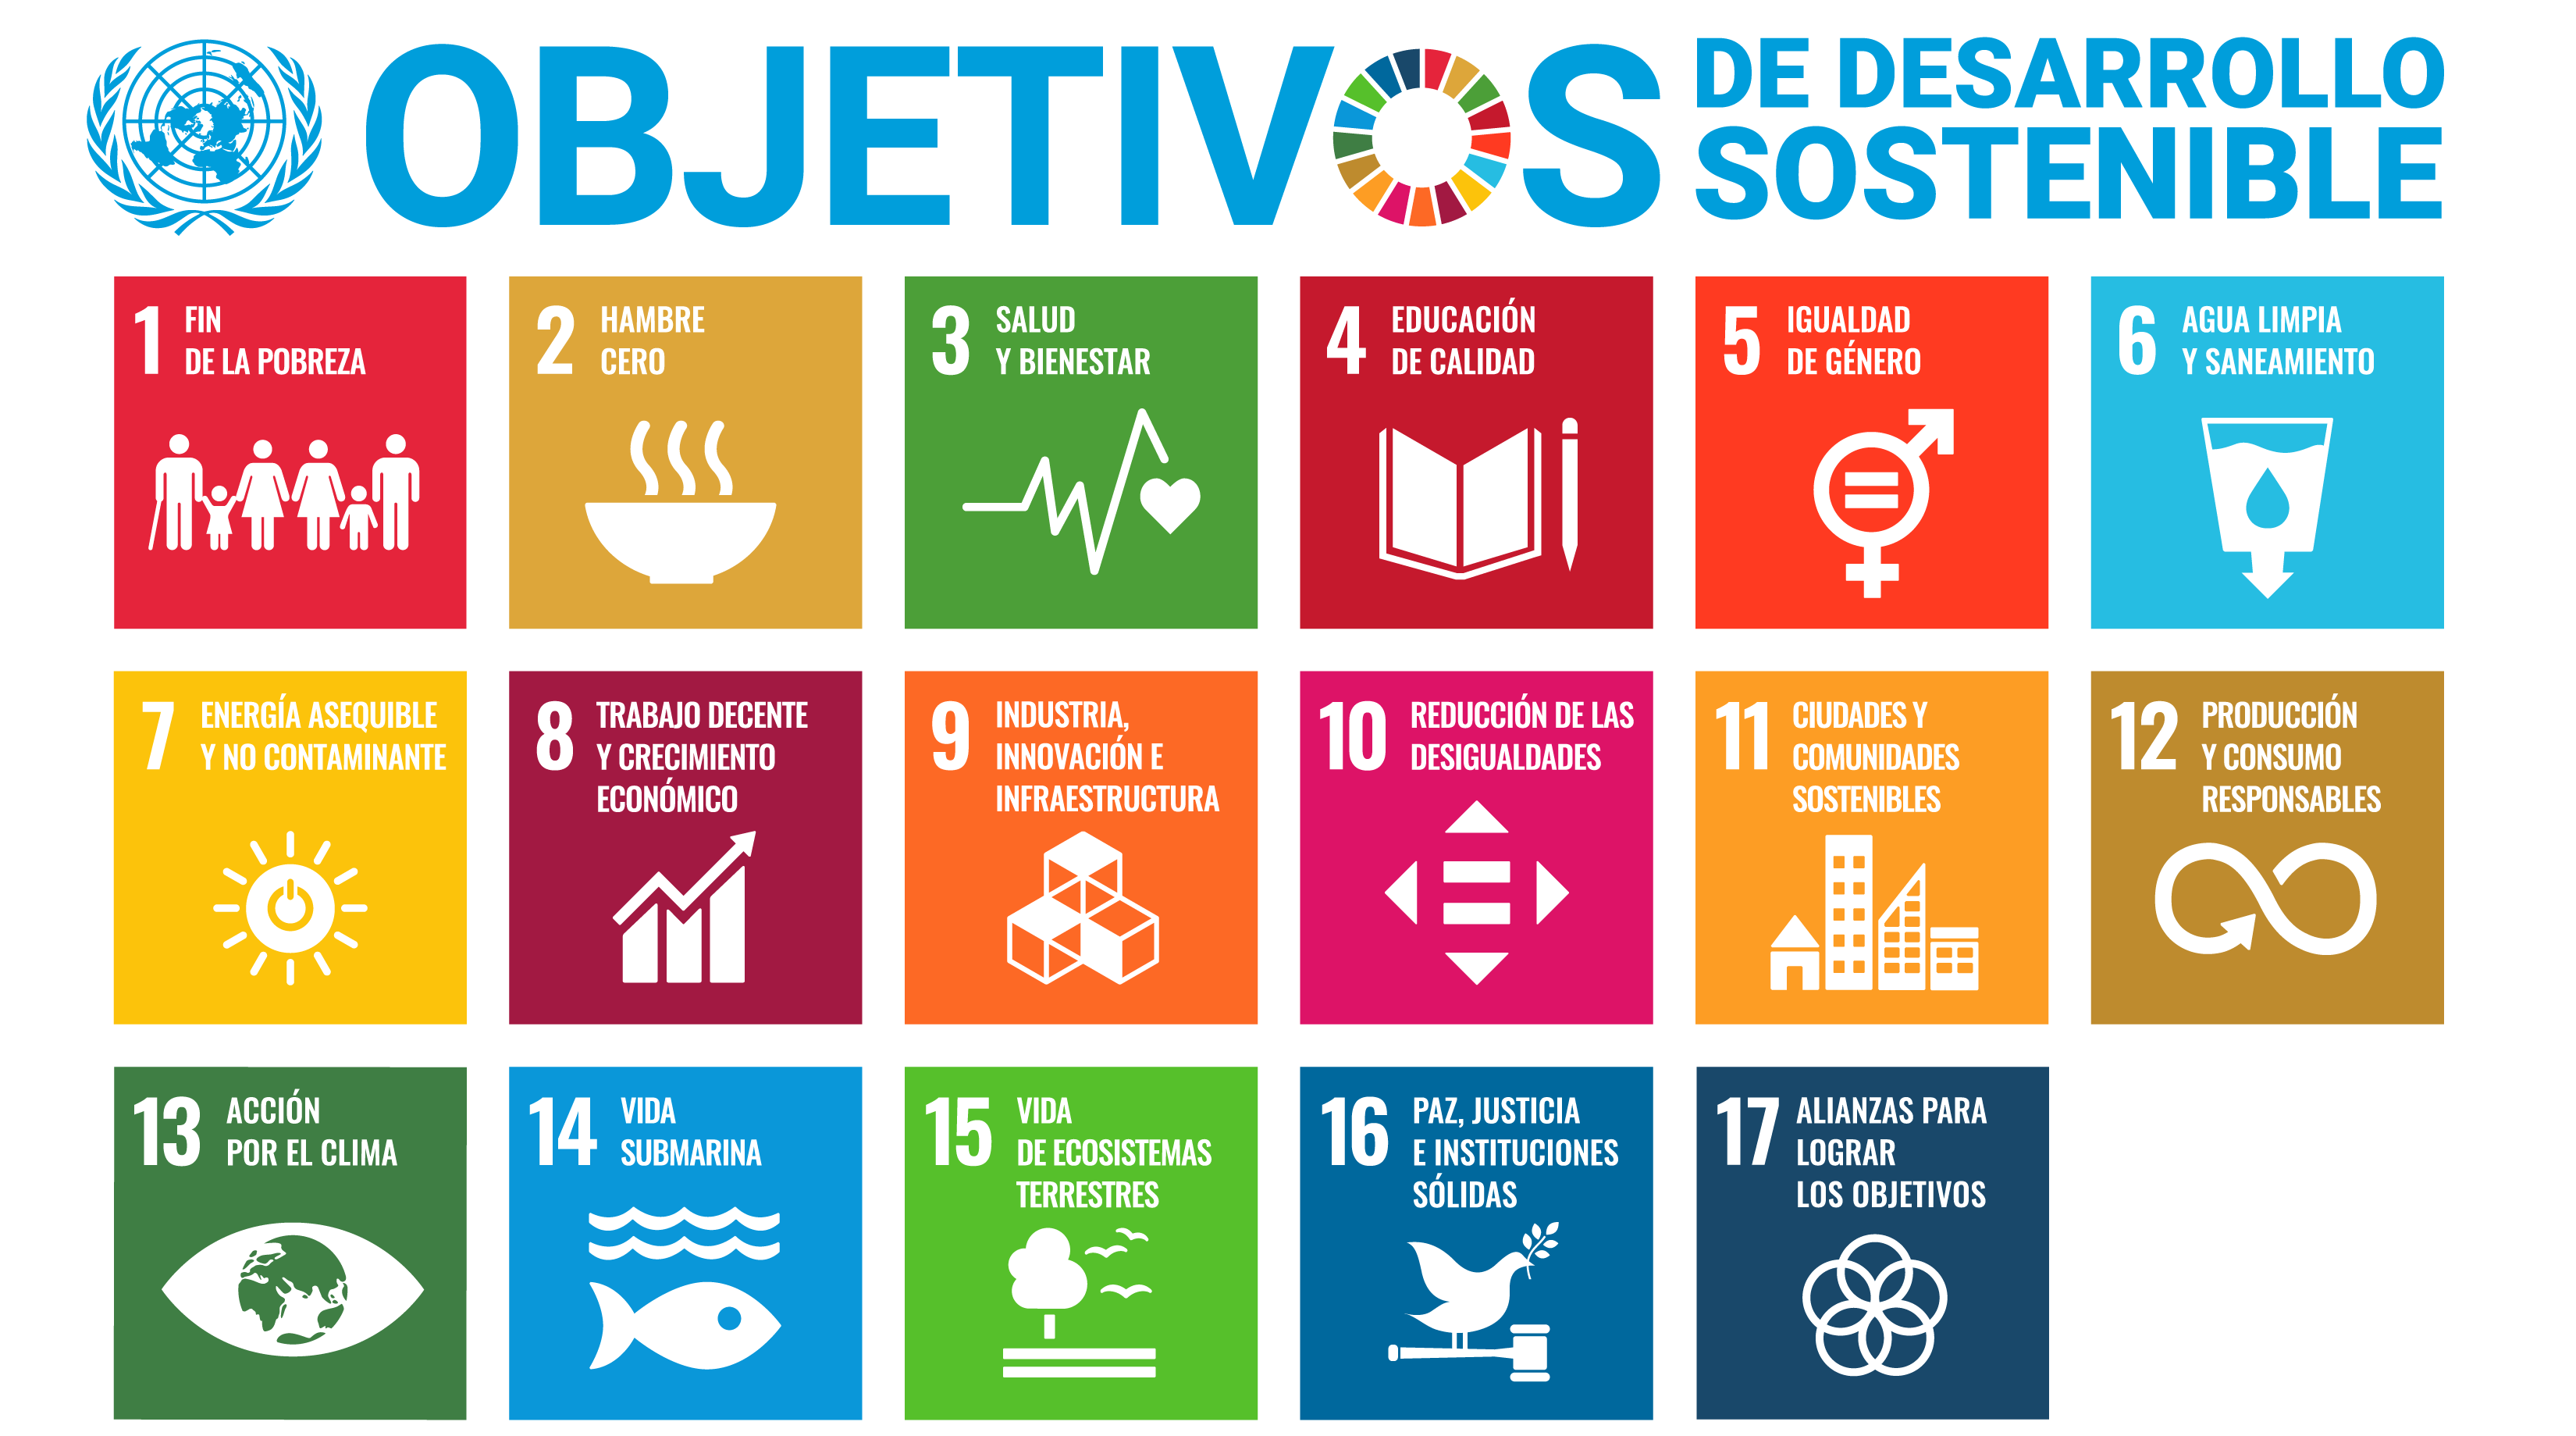 OBJETIVOS
DE DESARROLLO
SOSTENIBLE
1 FIN
DE LA POBREZA
2 HAMBRE
CERO
3 SALUD
Y BIENESTAR
4 EDUCACIÓN
DE CALIDAD
5 IGUALDAD
DE GÉNERO
6 AGUA LIMPIA
Y SANEAMIENTO
7 ENERGÍA ASEQUIBLE
Y NO CONTAMINANTE
8 TRABAJO DECENTE
Y CRECIMIENTO
ECONÓMICO
9 INDUSTRIA,
INNOVACIÓN E
INFRAESTRUCTURA
10 REDUCCIÓN DE LAS
DESIGUALDADES
11 CIUDADES Y
COMUNIDADES
SOSTENIBLES
12 PRODUCCIÓN
Y CONSUMO
RESPONSABLES
13 ACCIÓN
POR EL CLIMA
14 VIDA
SUBMARINA
15 VIDA
DE ECOSISTEMAS
TERRESTRES
16 PAZ, JUSTICIA
E INSTITUCIONES
SÓLIDAS
17 ALIANZAS PARA
LOGRAR
LOS OBJETIVOS